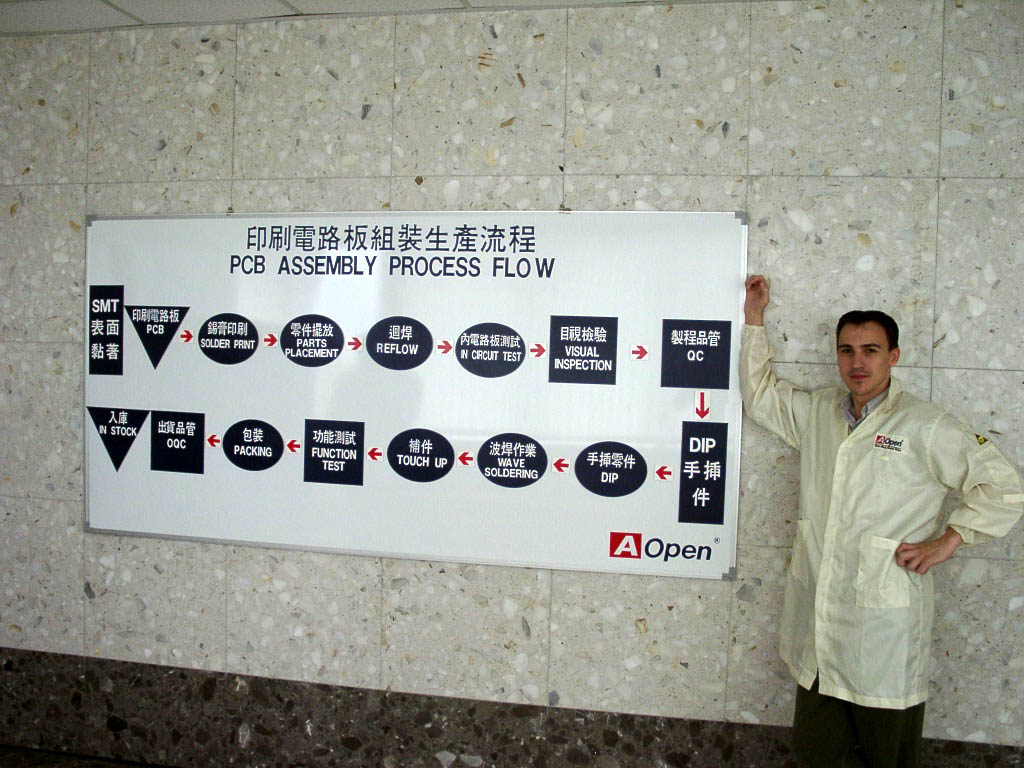 印刷電路板組裝生產流程
PCB ASSEMBLY PROCESS FLOW
SMT
表面
黏著
印刷電路板
PCB
錫膏印刷
SOLDER PRINT
零件擺放
PARTS
PLACEMENT
迴焊
REFLOW
內電路板測試
IN CIRCUIT TEST
目視檢驗
VISUAL
INSPECTION
製程品管
QC
DIP
手挿
件
手挿零件
DIP
波焊作業
WAVE
SOLDERING
補件
TOUCH UP
功能測試
FUNCTION
TEST
包裝
PACKING
出貨品管
OQC
入庫
IN STOCK
AOpen®
AOpen